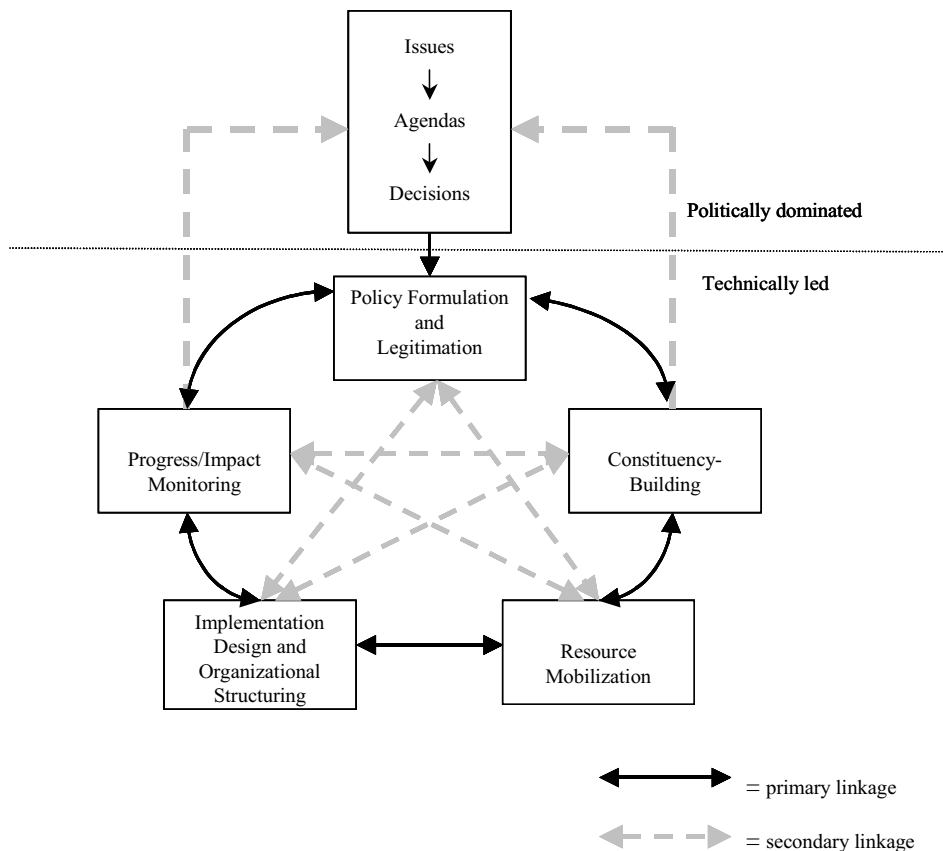 Issues
Agendas
Decisions
Politically dominated
Technically led
Policy Formulation
and
Legitimation
Progress/Impact
Monitoring
Constituency-
Building
Implementation
Design and
Organizational
Structuring
Resource
Mobilization
= primary linkage
= secondary linkage